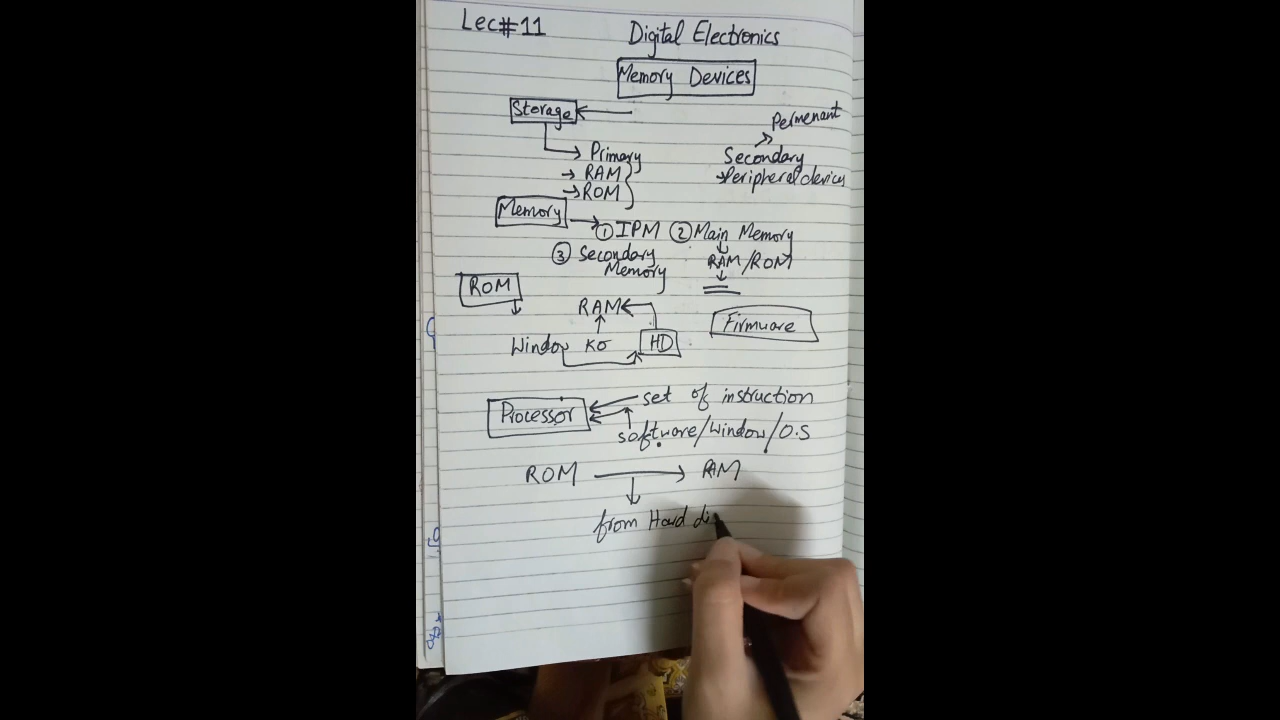 Lec#11
Digital Electronics
Memory Devices
Storage
Permenant
Primary
Secondary
→ RAM
→ Peripheral devices
→ ROM
Memory
① IPM ② Main Memory
③ Secondary Memory
RAM/ROM
ROM
RAM
Firmware
Window ko HD
Processor
set of instruction
software/window/O.S
ROM → RAM
from Hard di